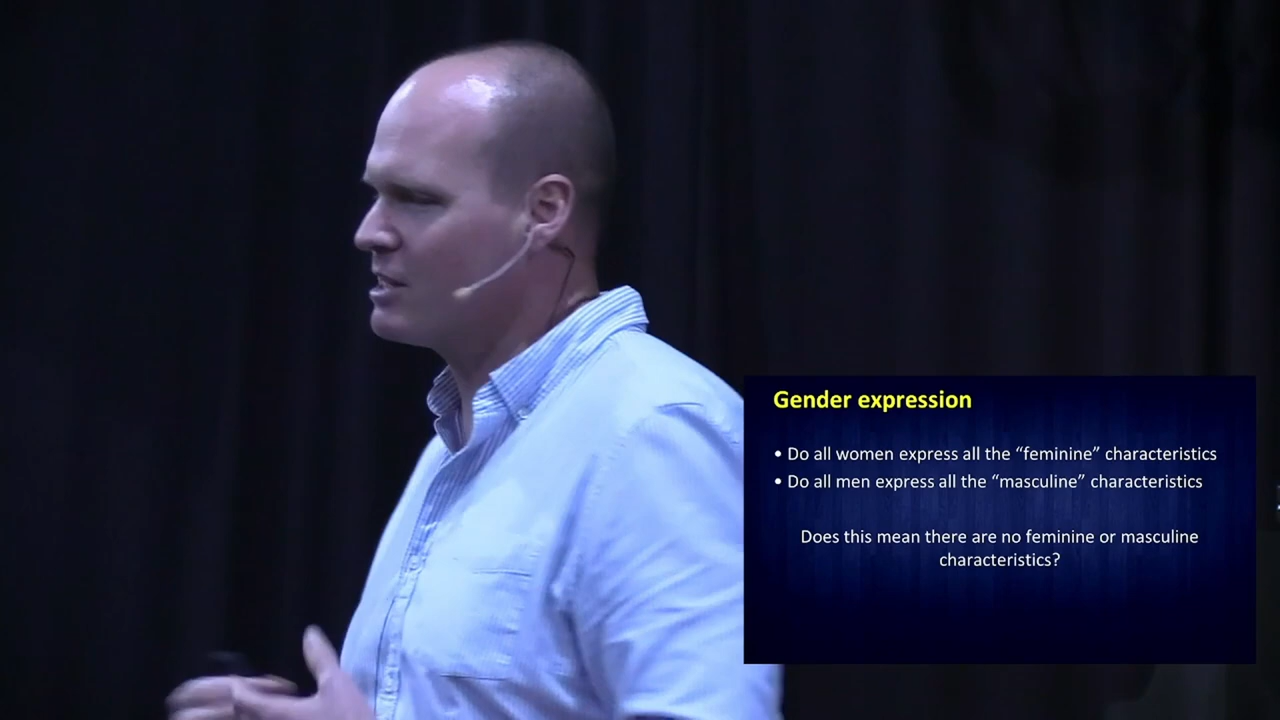 Gender expression
• Do all women express all the “feminine” characteristics
• Do all men express all the “masculine” characteristics
Does this mean there are no feminine or masculine
characteristics?